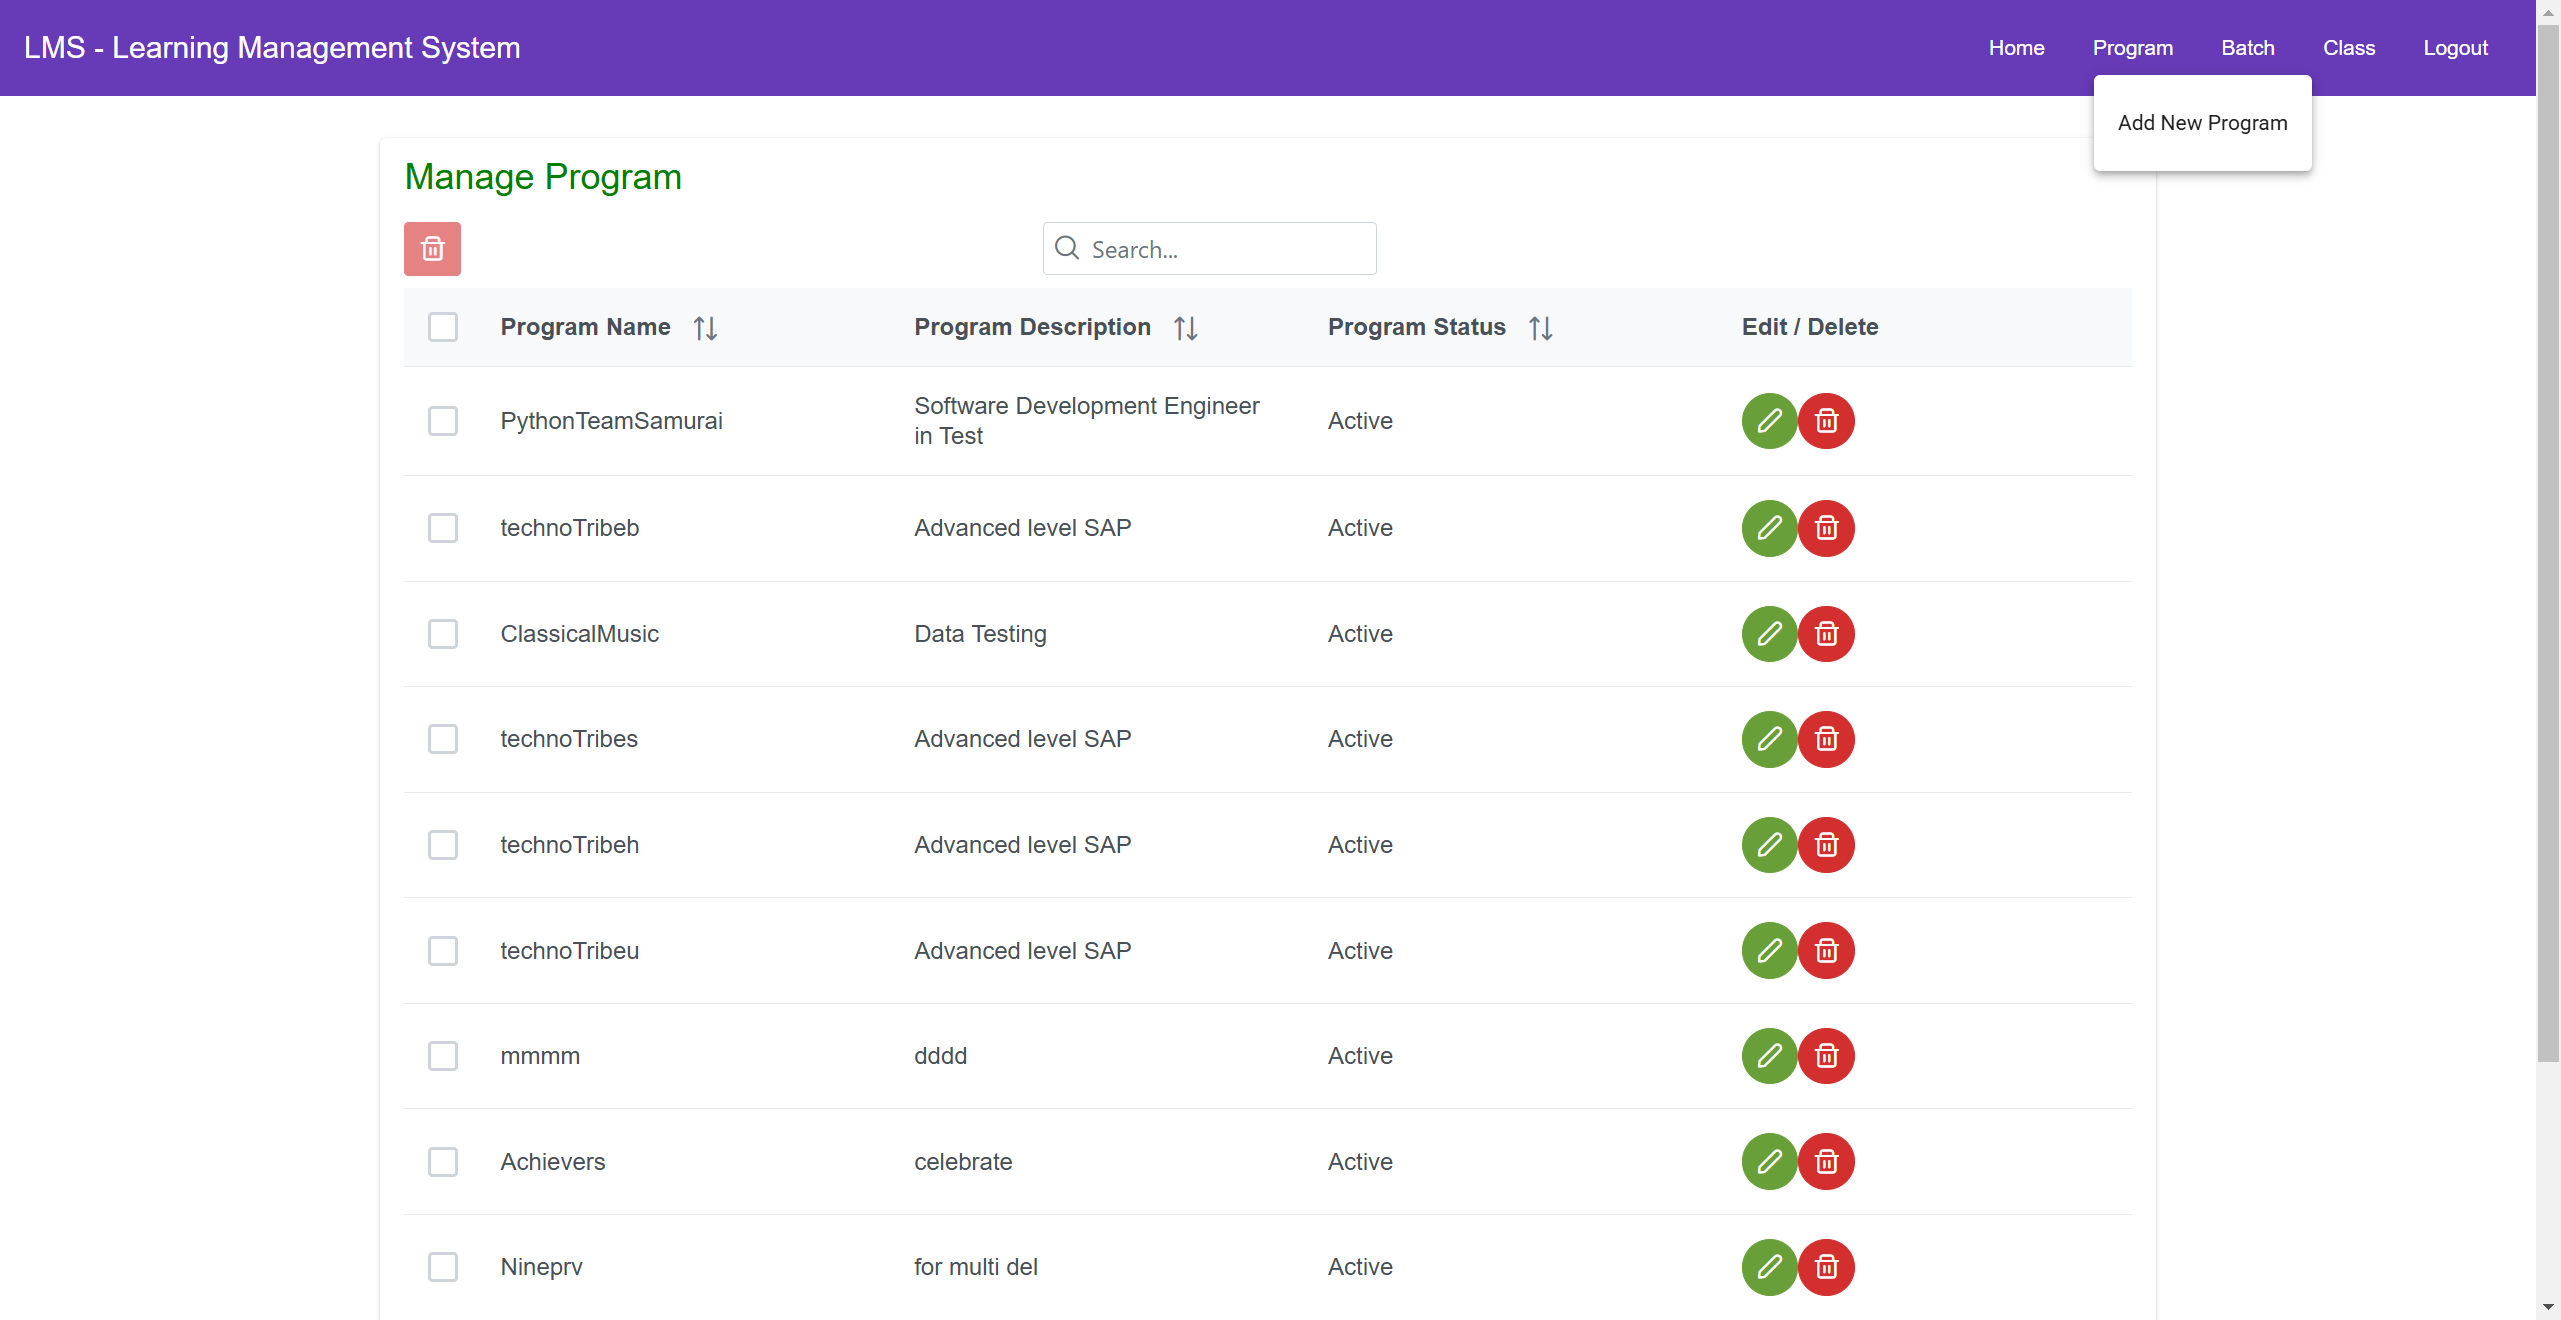 LMS - Learning Management System
Home Program Batch Class Logout
Add New Program
Manage Program
Search...
Program Name Program Description Program Status Edit / Delete
PythonTeamSamurai Software Development Engineer in Test Active
technoTribeb Advanced level SAP Active
ClassicalMusic Data Testing Active
technoTribes Advanced level SAP Active
technoTribeh Advanced level SAP Active
technoTribeu Advanced level SAP Active
mmmm dddd Active
Achievers celebrate Active
Nineprv for multi del Active